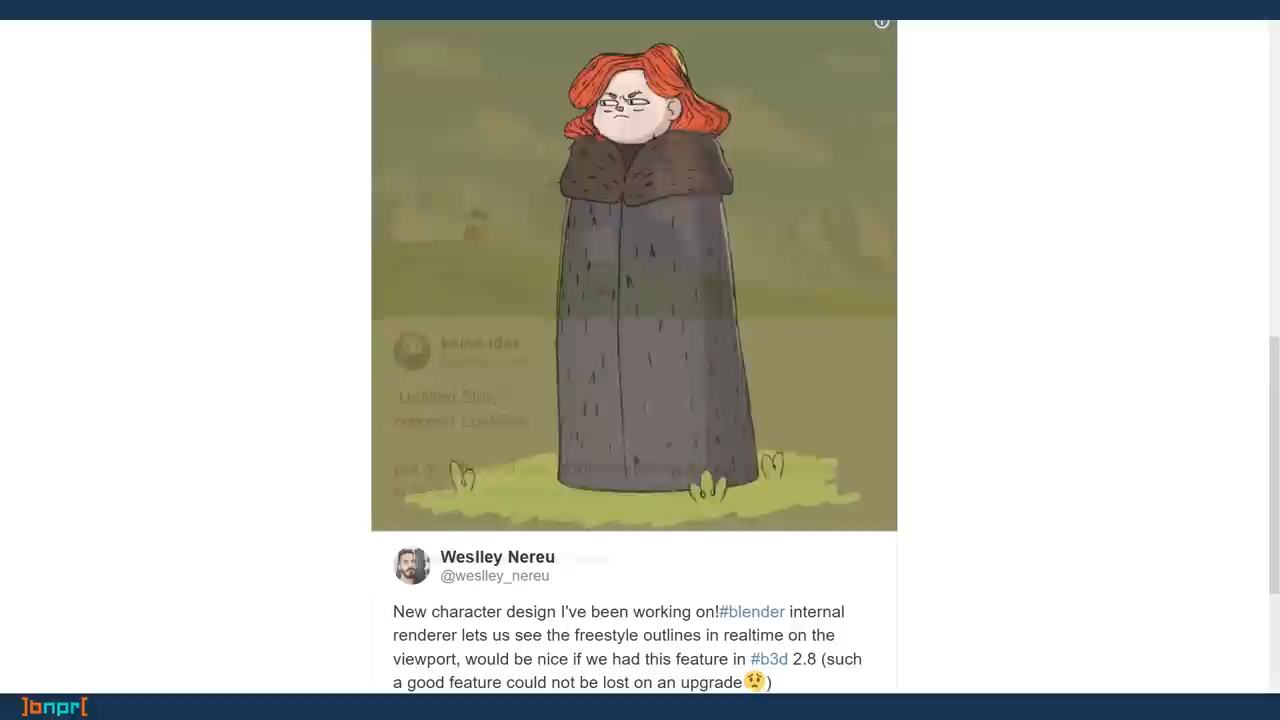 Weslley Nereu
@weslley_nereu
New character design I've been working on!#blender internal
renderer lets us see the freestyle outlines in realtime on the
viewport, would be nice if we had this feature in #b3d 2.8 (such
a good feature could not be lost on an upgrade😟)
]bnpr[